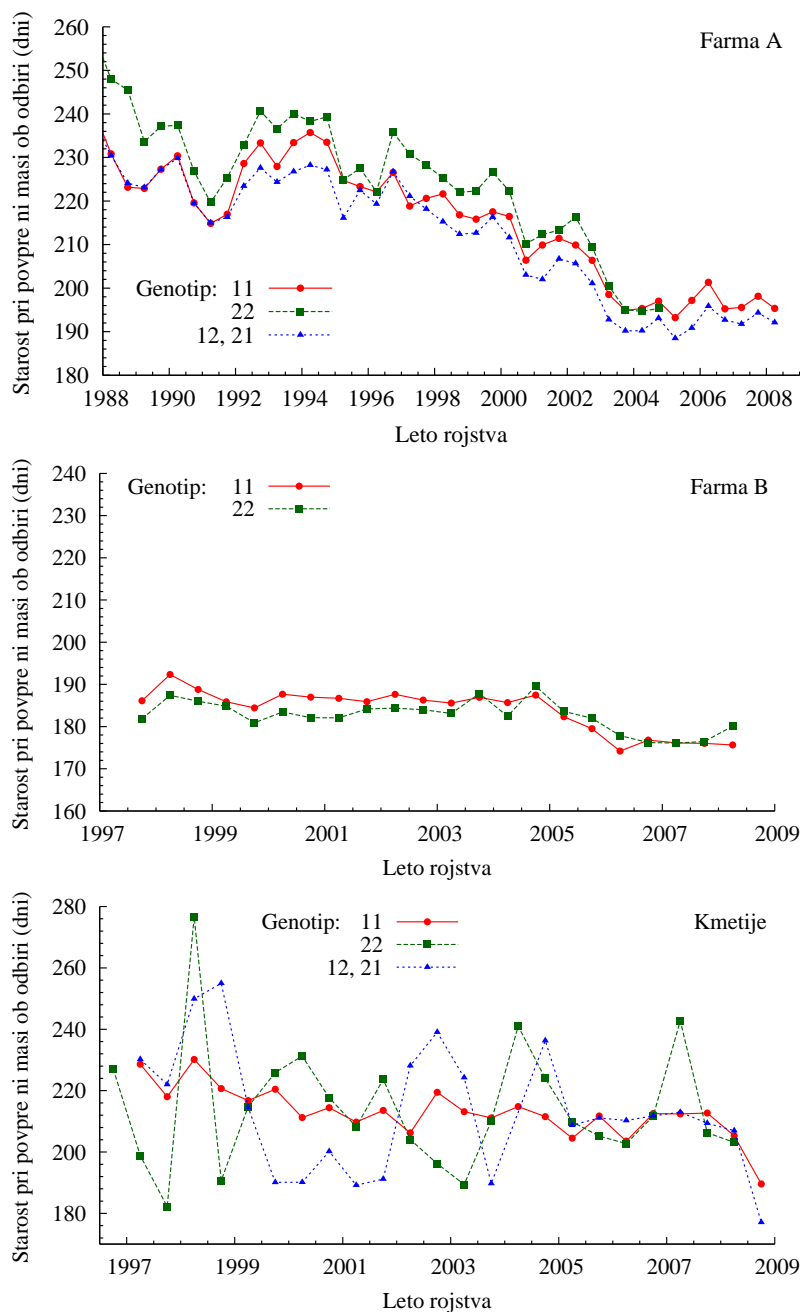 Starost pri povpre ni masi ob odbiri (dni)
260
250
240
230
220
210
200
190
180
Farma A
Genotip: 11
22
12, 21
1988 1990 1992 1994 1996 1998 2000 2002 2004 2006 2008
Leto rojstva
Starost pri povpre ni masi ob odbiri (dni)
240
230
220
210
200
190
180
170
160
Genotip: 11
22
Farma B
1997 1999 2001 2003 2005 2007 2009
Leto rojstva
Starost pri povpre ni masi ob odbiri (dni)
280
260
240
220
200
180
Genotip: 11
22
12, 21
Kmetije
1997 1999 2001 2003 2005 2007 2009
Leto rojstva